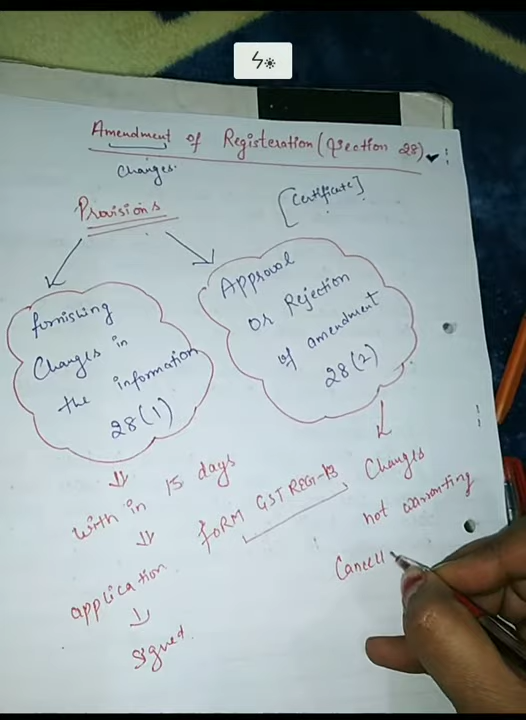 Amendment of Registeration (Section 28)
Changes.
[Certificate]
Provisions
furnishing
Changes in
the information
28(1)
Approval
or Rejection
of amendment
28(2)
with in 15 days
application
signed.
FORM GST REG-13
Changes
not warranting
Cancell